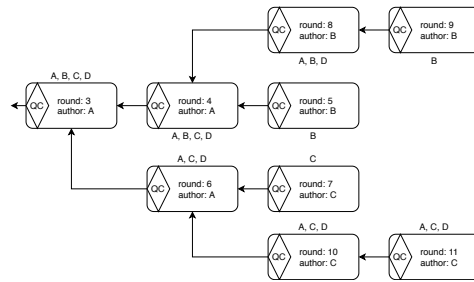 QC
round: 8
author: B
A, B, D
QC
round: 9
author: B
B
A, B, C, D
QC
round: 3
author: A
QC
round: 4
author: A
A, B, C, D
QC
round: 5
author: B
B
A, C, D
QC
round: 6
author: A
C
QC
round: 7
author: C
A, C, D
QC
round: 10
author: C
A, C, D
QC
round: 11
author: C